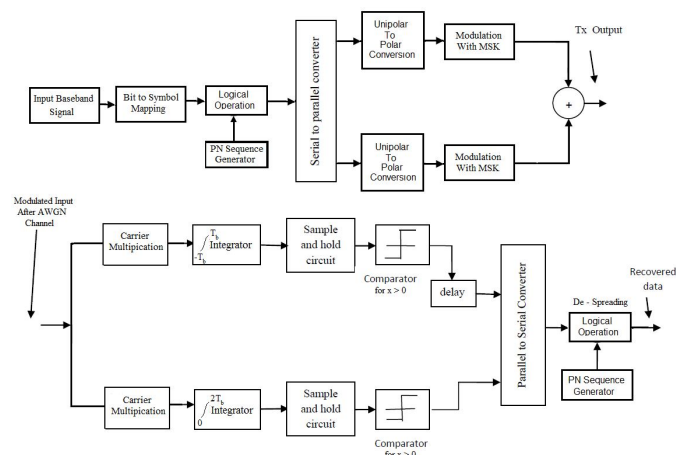 Unipolar
To
Polar
Conversion
Modulation
With MSK
Tx Output
Input Baseband
Signal
Bit to Symbol
Mapping
Logical
Operation
PN Sequence
Generator
Serial to parallel converter
+
Unipolar
To
Polar
Conversion
Modulation
With MSK
Modulated Input
After AWGN
Channel
Carrier
Multipication
T_b
∫ Integrator
-T_b
Sample
and hold
circuit
Comparator
for x > 0
delay
Parallel to Serial Converter
De - Spreading
Logical
Operation
Recovered
data
PN Sequence
Generator
Carrier
Multipication
2T_b
∫ Integrator
0
Sample
and hold
circuit
Comparator
for x > 0